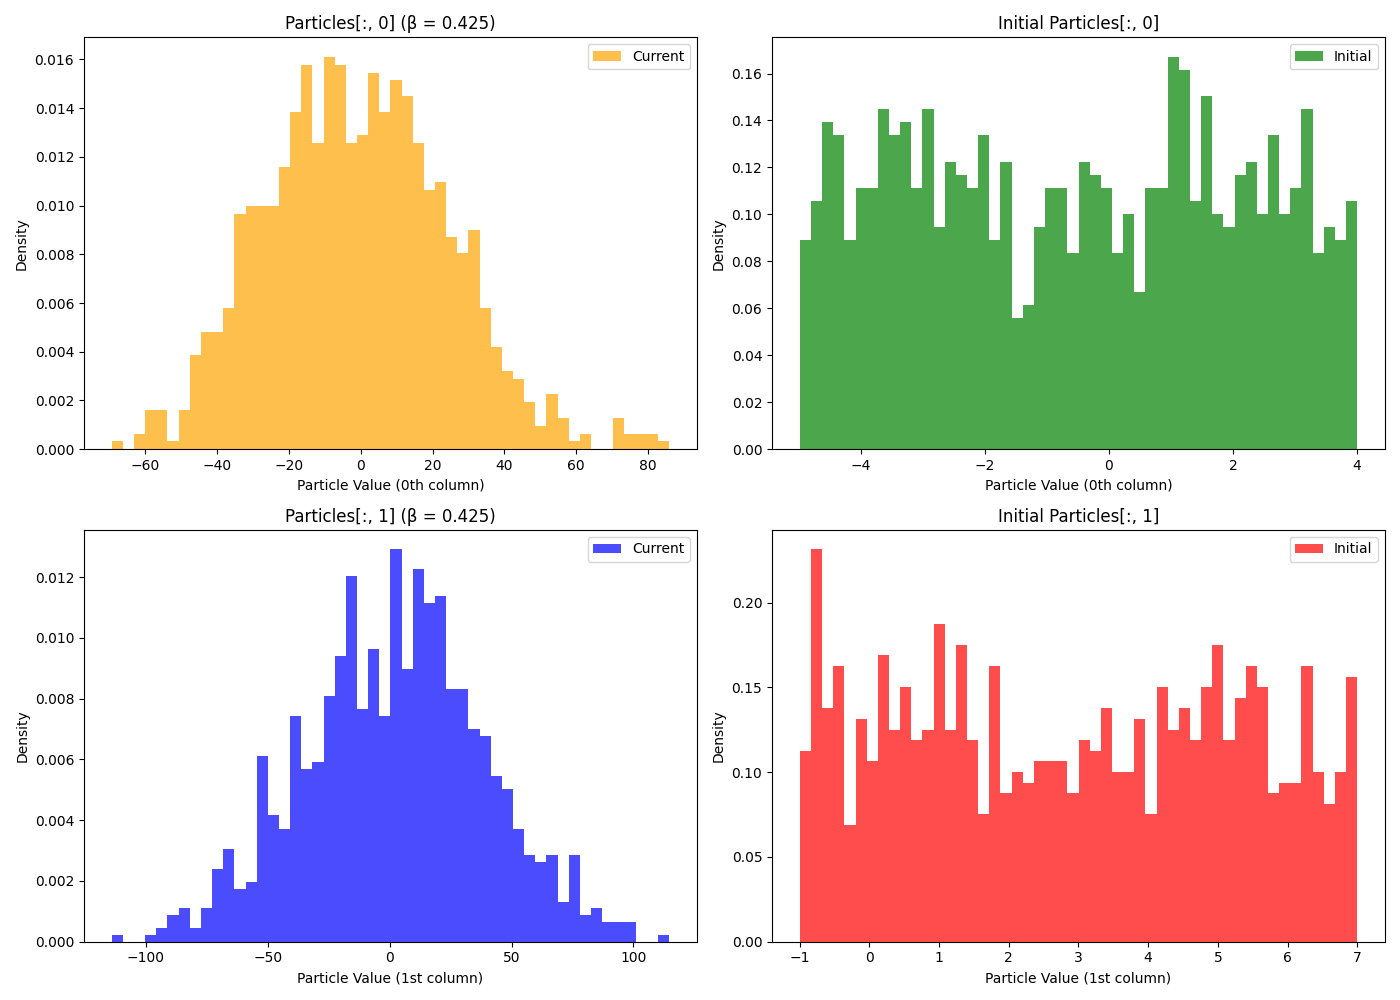 Particles[:, 0] (β = 0.425)
Current
Density
0.016
0.014
0.012
0.010
0.008
0.006
0.004
0.002
0.000
−60 −40 −20 0 20 40 60 80
Particle Value (0th column)
Initial Particles[:, 0]
Initial
Density
0.16
0.14
0.12
0.10
0.08
0.06
0.04
0.02
0.00
−4 −2 0 2 4
Particle Value (0th column)
Particles[:, 1] (β = 0.425)
Current
Density
0.012
0.010
0.008
0.006
0.004
0.002
0.000
−100 −50 0 50 100
Particle Value (1st column)
Initial Particles[:, 1]
Initial
Density
0.20
0.15
0.10
0.05
0.00
−1 0 1 2 3 4 5 6 7
Particle Value (1st column)